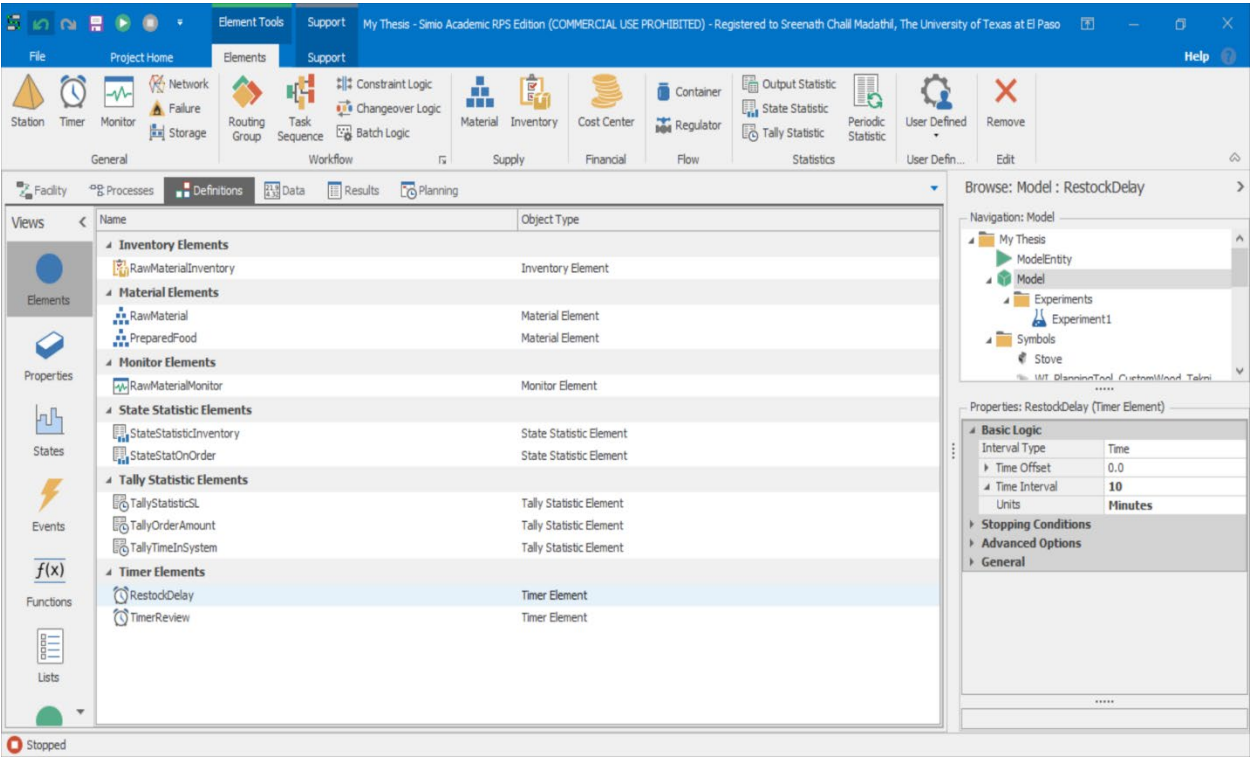 Element Tools Support My Thesis - Simio Academic RPS Edition (COMMERCIAL USE PROHIBITED) - Registered to Sreenath Chalil Madathil, The University of Texas at El Paso
File Project Home Elements Support Help
Station Timer Monitor Network Failure Storage
Routing Group Task Sequence Constraint Logic Changeover Logic Batch Logic
Material Inventory Cost Center Container Regulator
Output Statistic State Statistic Tally Statistic Periodic Statistic
User Defined Remove
General Workflow Supply Financial Flow Statistics User Defin... Edit
Facility Processes Definitions Data Results Planning
Views
Elements
Properties
States
Events
f(x)
Functions
Lists
Name Object Type
Inventory Elements
RawMaterialInventory Inventory Element
Material Elements
RawMaterial Material Element
PreparedFood Material Element
Monitor Elements
RawMaterialMonitor Monitor Element
State Statistic Elements
StateStatisticInventory State Statistic Element
StateStatOnOrder State Statistic Element
Tally Statistic Elements
TallyStatisticSL Tally Statistic Element
TallyOrderAmount Tally Statistic Element
TallyTimeInSystem Tally Statistic Element
Timer Elements
RestockDelay Timer Element
TimerReview Timer Element
Browse: Model : RestockDelay
Navigation: Model
My Thesis
ModelEntity
Model
Experiments
Experiment1
Symbols
Stove
Properties: RestockDelay (Timer Element)
Basic Logic
Interval Type Time
Time Offset 0.0
Time Interval 10
Units Minutes
Stopping Conditions
Advanced Options
General
Stopped